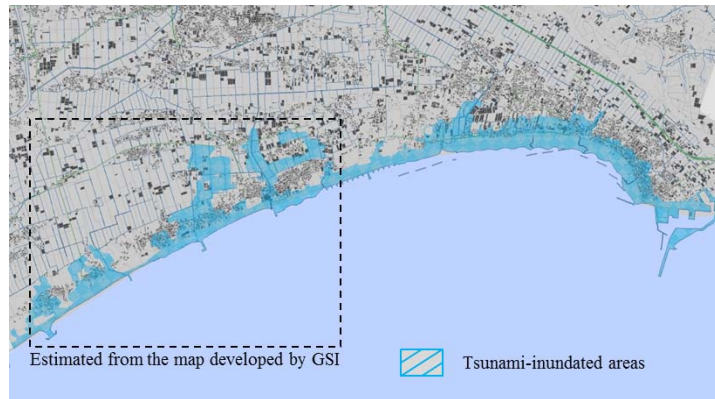 Estimated from the map developed by GSI
Tsunami-inundated areas